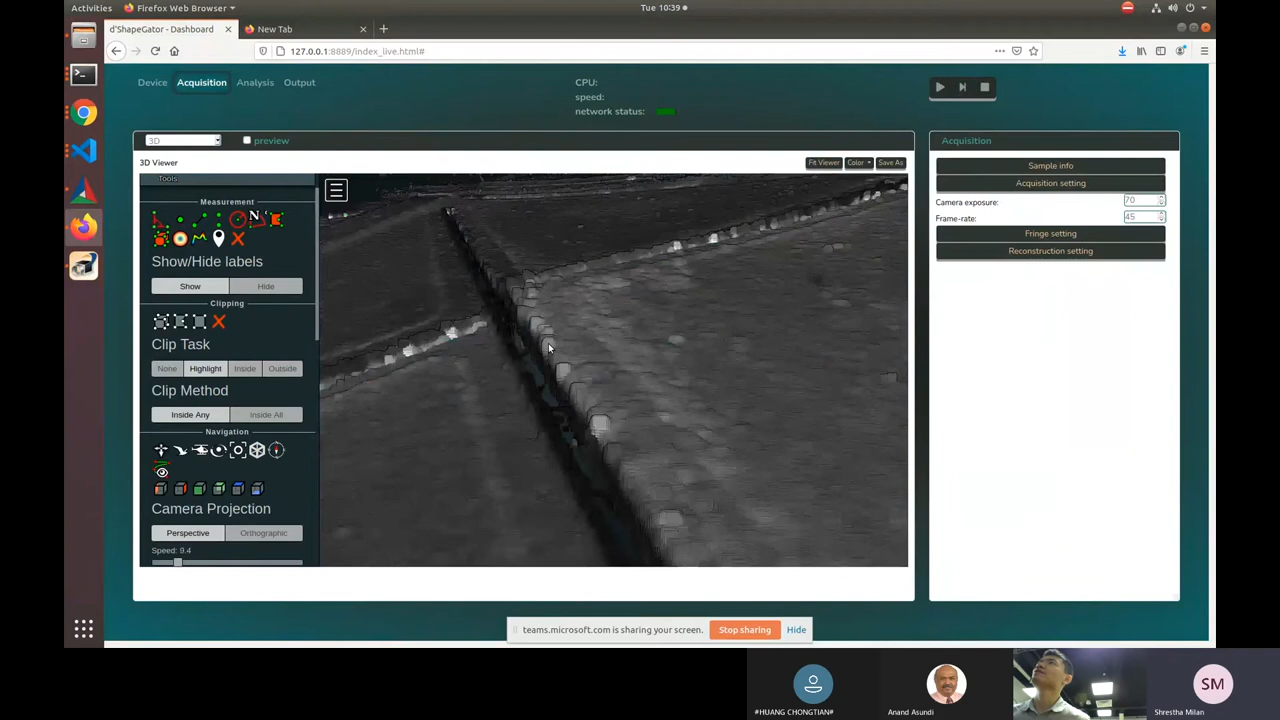 Activities Firefox Web Browser Tue 10:39
d'ShapeGator - Dashboard New Tab
127.0.0.1:8889/index_live.html#
Device Acquisition Analysis Output
CPU:
speed:
network status:
3D preview
Acquisition
3D Viewer Fit Viewer Color Save As
Sample info
Acquisition setting
Camera exposure: 70
Frame-rate: 45
Fringe setting
Reconstruction setting
Tools
Measurement
N
Show/Hide labels
Show Hide
Clipping
Clip Task
None Highlight Inside Outside
Clip Method
Inside Any Inside All
Navigation
Camera Projection
Perspective Orthographic
Speed: 9.4
teams.microsoft.com is sharing your screen. Stop sharing Hide
#HUANG CHONGTIAN# Anand Asundi SM Shrestha Milan